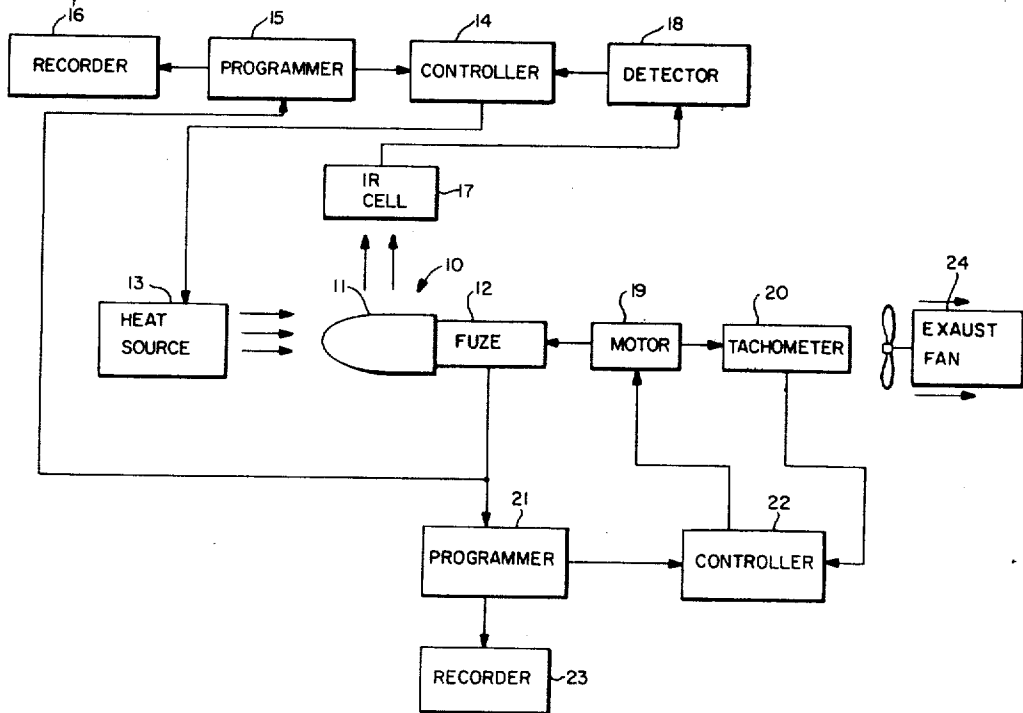 16
15
14
18
RECORDER
PROGRAMMER
CONTROLLER
DETECTOR
IR
CELL
17
10
13
11
12
19
20
24
HEAT
SOURCE
FUZE
MOTOR
TACHOMETER
EXAUST
FAN
21
22
PROGRAMMER
CONTROLLER
RECORDER
23